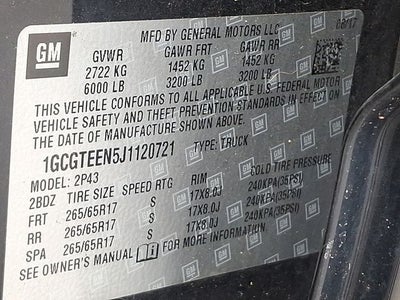 GM
MFD BY GENERAL MOTORS LLC
08/17
GVWR GAWR FRT GAWR RR
2722 KG 1452 KG 1452 KG
6000 LB 3200 LB 3200 LB
THIS VEHICLE CONFORMS TO ALL APPLICABLE U.S. FEDERAL MOTOR
VEHICLE SAFETY AND THEFT PREVENTION STANDARDS IN EFFECT ON
THE DATE OF MANUFACTURE SHOWN ABOVE.
1GCGTEEN5J1120721 TYPE: TRUCK
MODEL: 2P43
2BDZ TIRE SIZE SPEED RTG RIM COLD TIRE PRESSURE
FRT 265/65R17 S 17X8.0J 240KPA(35PSI)
RR 265/65R17 S 17X8.0J 240KPA(35PSI)
SPA 265/65R17 S 17X8.0J 240KPA(35PSI)
SEE OWNER'S MANUAL FOR MORE INFORMATION.